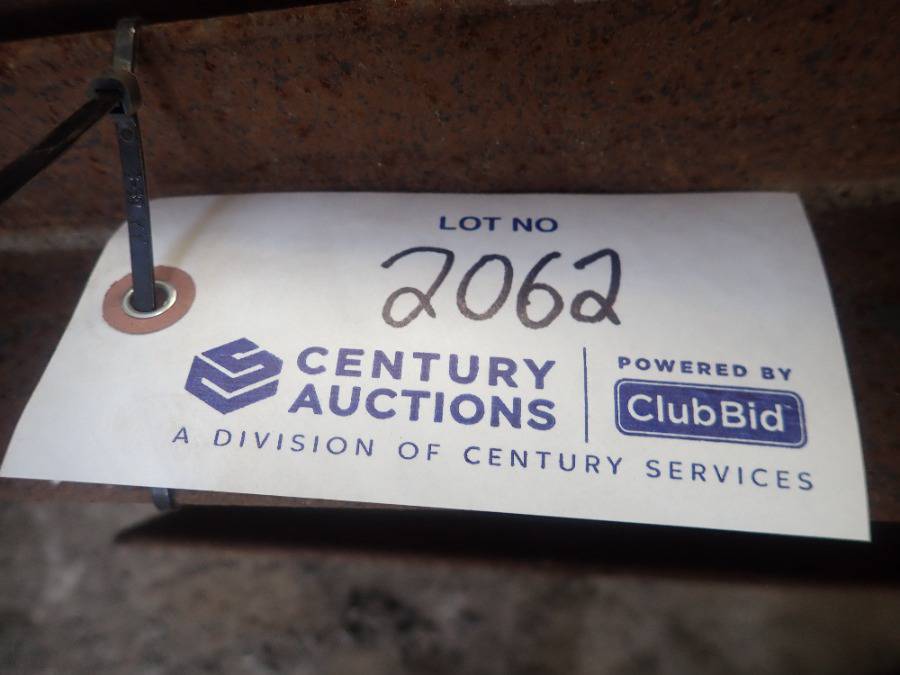 LOT NO
2062
CENTURY
AUCTIONS
A DIVISION OF CENTURY SERVICES
POWERED BY
ClubBid